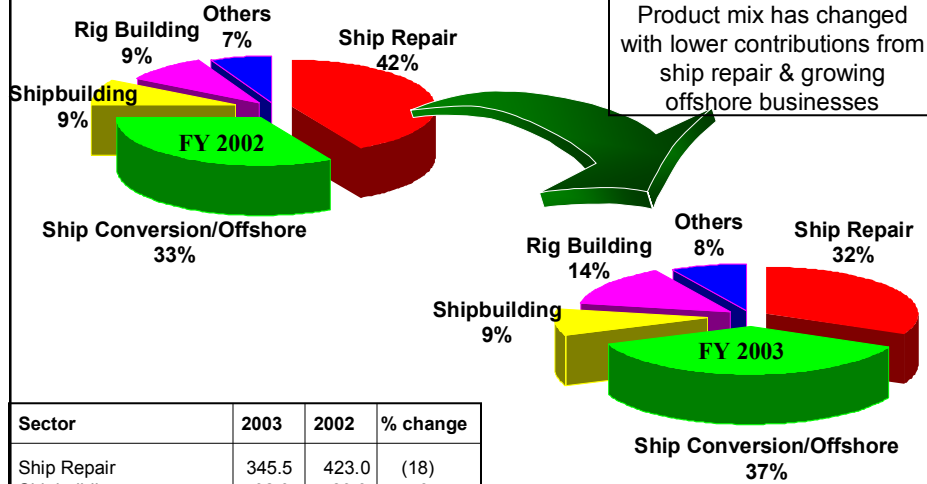 Others
7%
Rig Building
9%
Ship Repair
42%
Shipbuilding
9%
FY 2002
Ship Conversion/Offshore
33%
Product mix has changed
with lower contributions from
ship repair & growing
offshore businesses
Others
8%
Rig Building
14%
Ship Repair
32%
Shipbuilding
9%
FY 2003
Ship Conversion/Offshore
37%
Sector 2003 2002 % change
Ship Repair 345.5 423.0 (18)